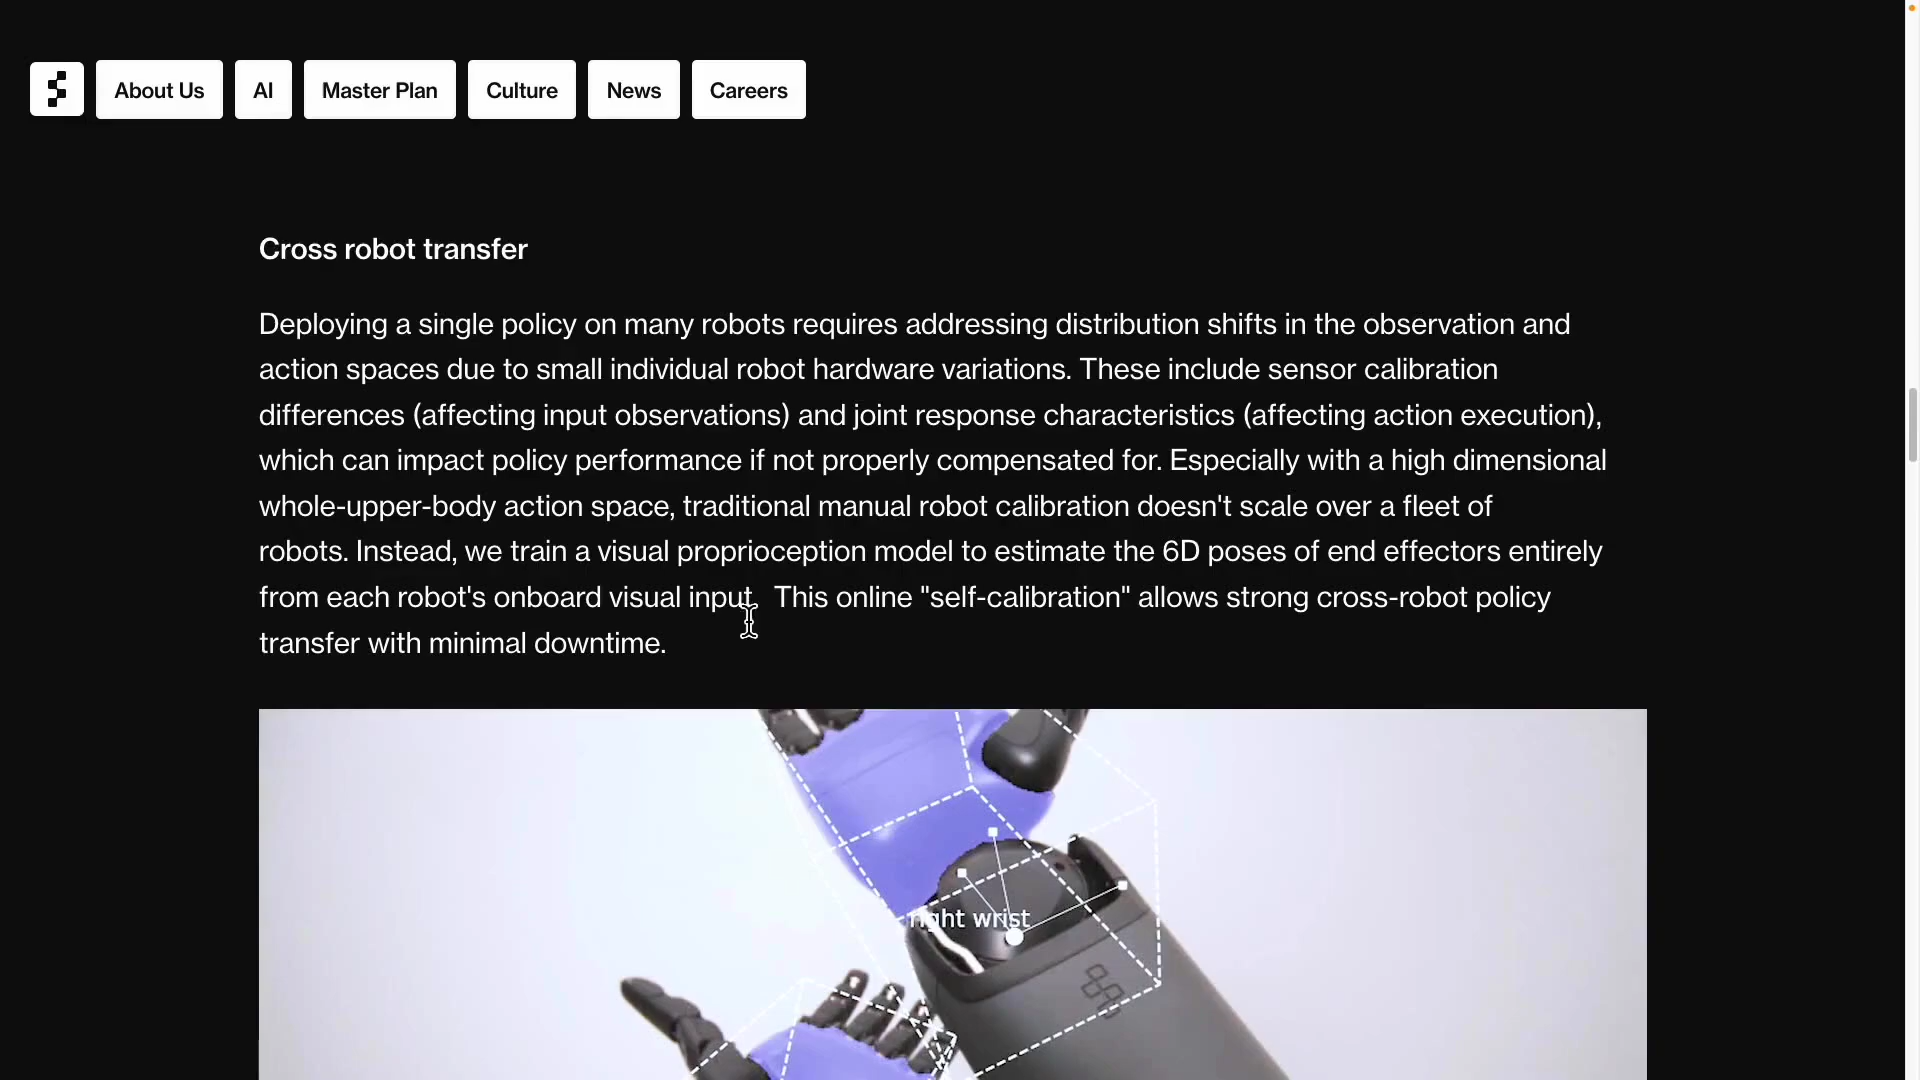 About Us
AI
Master Plan
Culture
News
Careers
Cross robot transfer
Deploying a single policy on many robots requires addressing distribution shifts in the observation and
action spaces due to small individual robot hardware variations. These include sensor calibration
differences (affecting input observations) and joint response characteristics (affecting action execution),
which can impact policy performance if not properly compensated for. Especially with a high dimensional
whole-upper-body action space, traditional manual robot calibration doesn't scale over a fleet of
robots. Instead, we train a visual proprioception model to estimate the 6D poses of end effectors entirely
from each robot's onboard visual input.  This online "self-calibration" allows strong cross-robot policy
transfer with minimal downtime.
right wrist